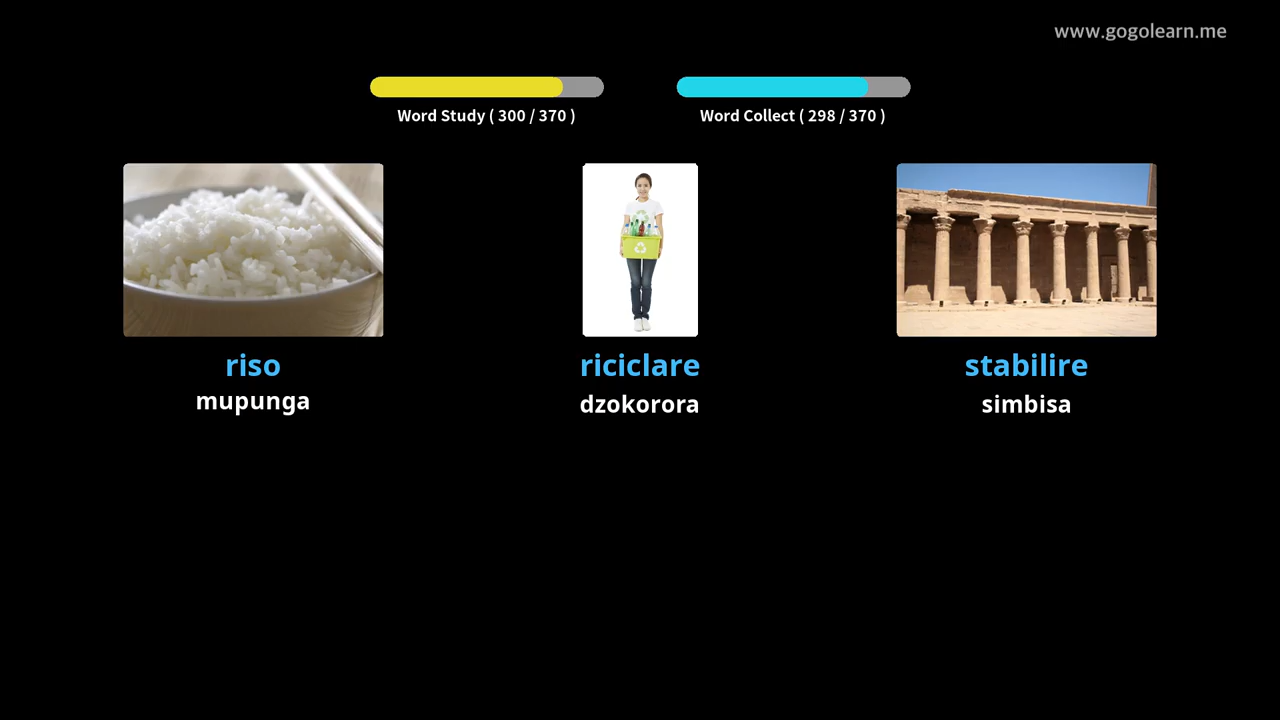 www.gogolearn.me
Word Study ( 300 / 370 )
Word Collect ( 298 / 370 )
riso
mupunga
riciclare
dzokorora
stabilire
simbisa